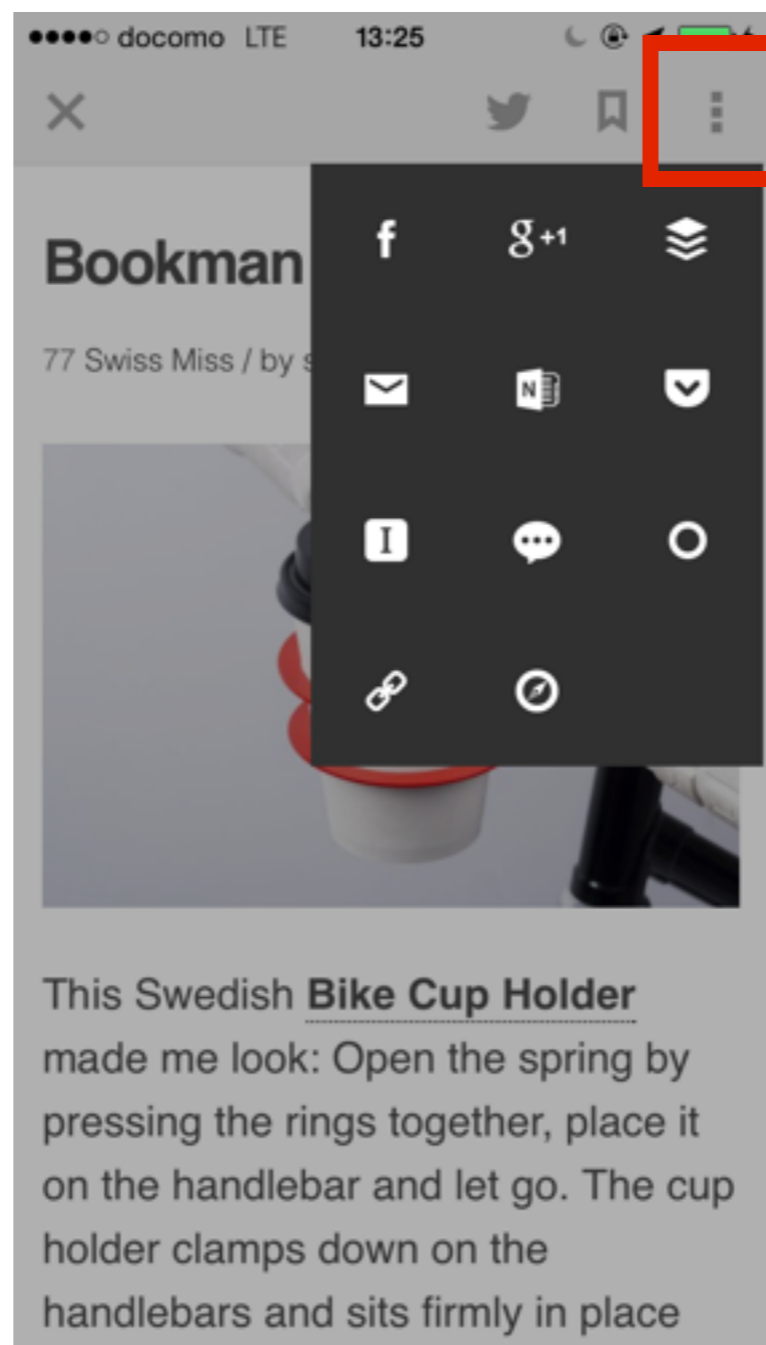 docomo LTE 13:25
Bookman
f g+1
77 Swiss Miss / by s
N
I
This Swedish Bike Cup Holder
made me look: Open the spring by
pressing the rings together, place it
on the handlebar and let go. The cup
holder clamps down on the
handlebars and sits firmly in place